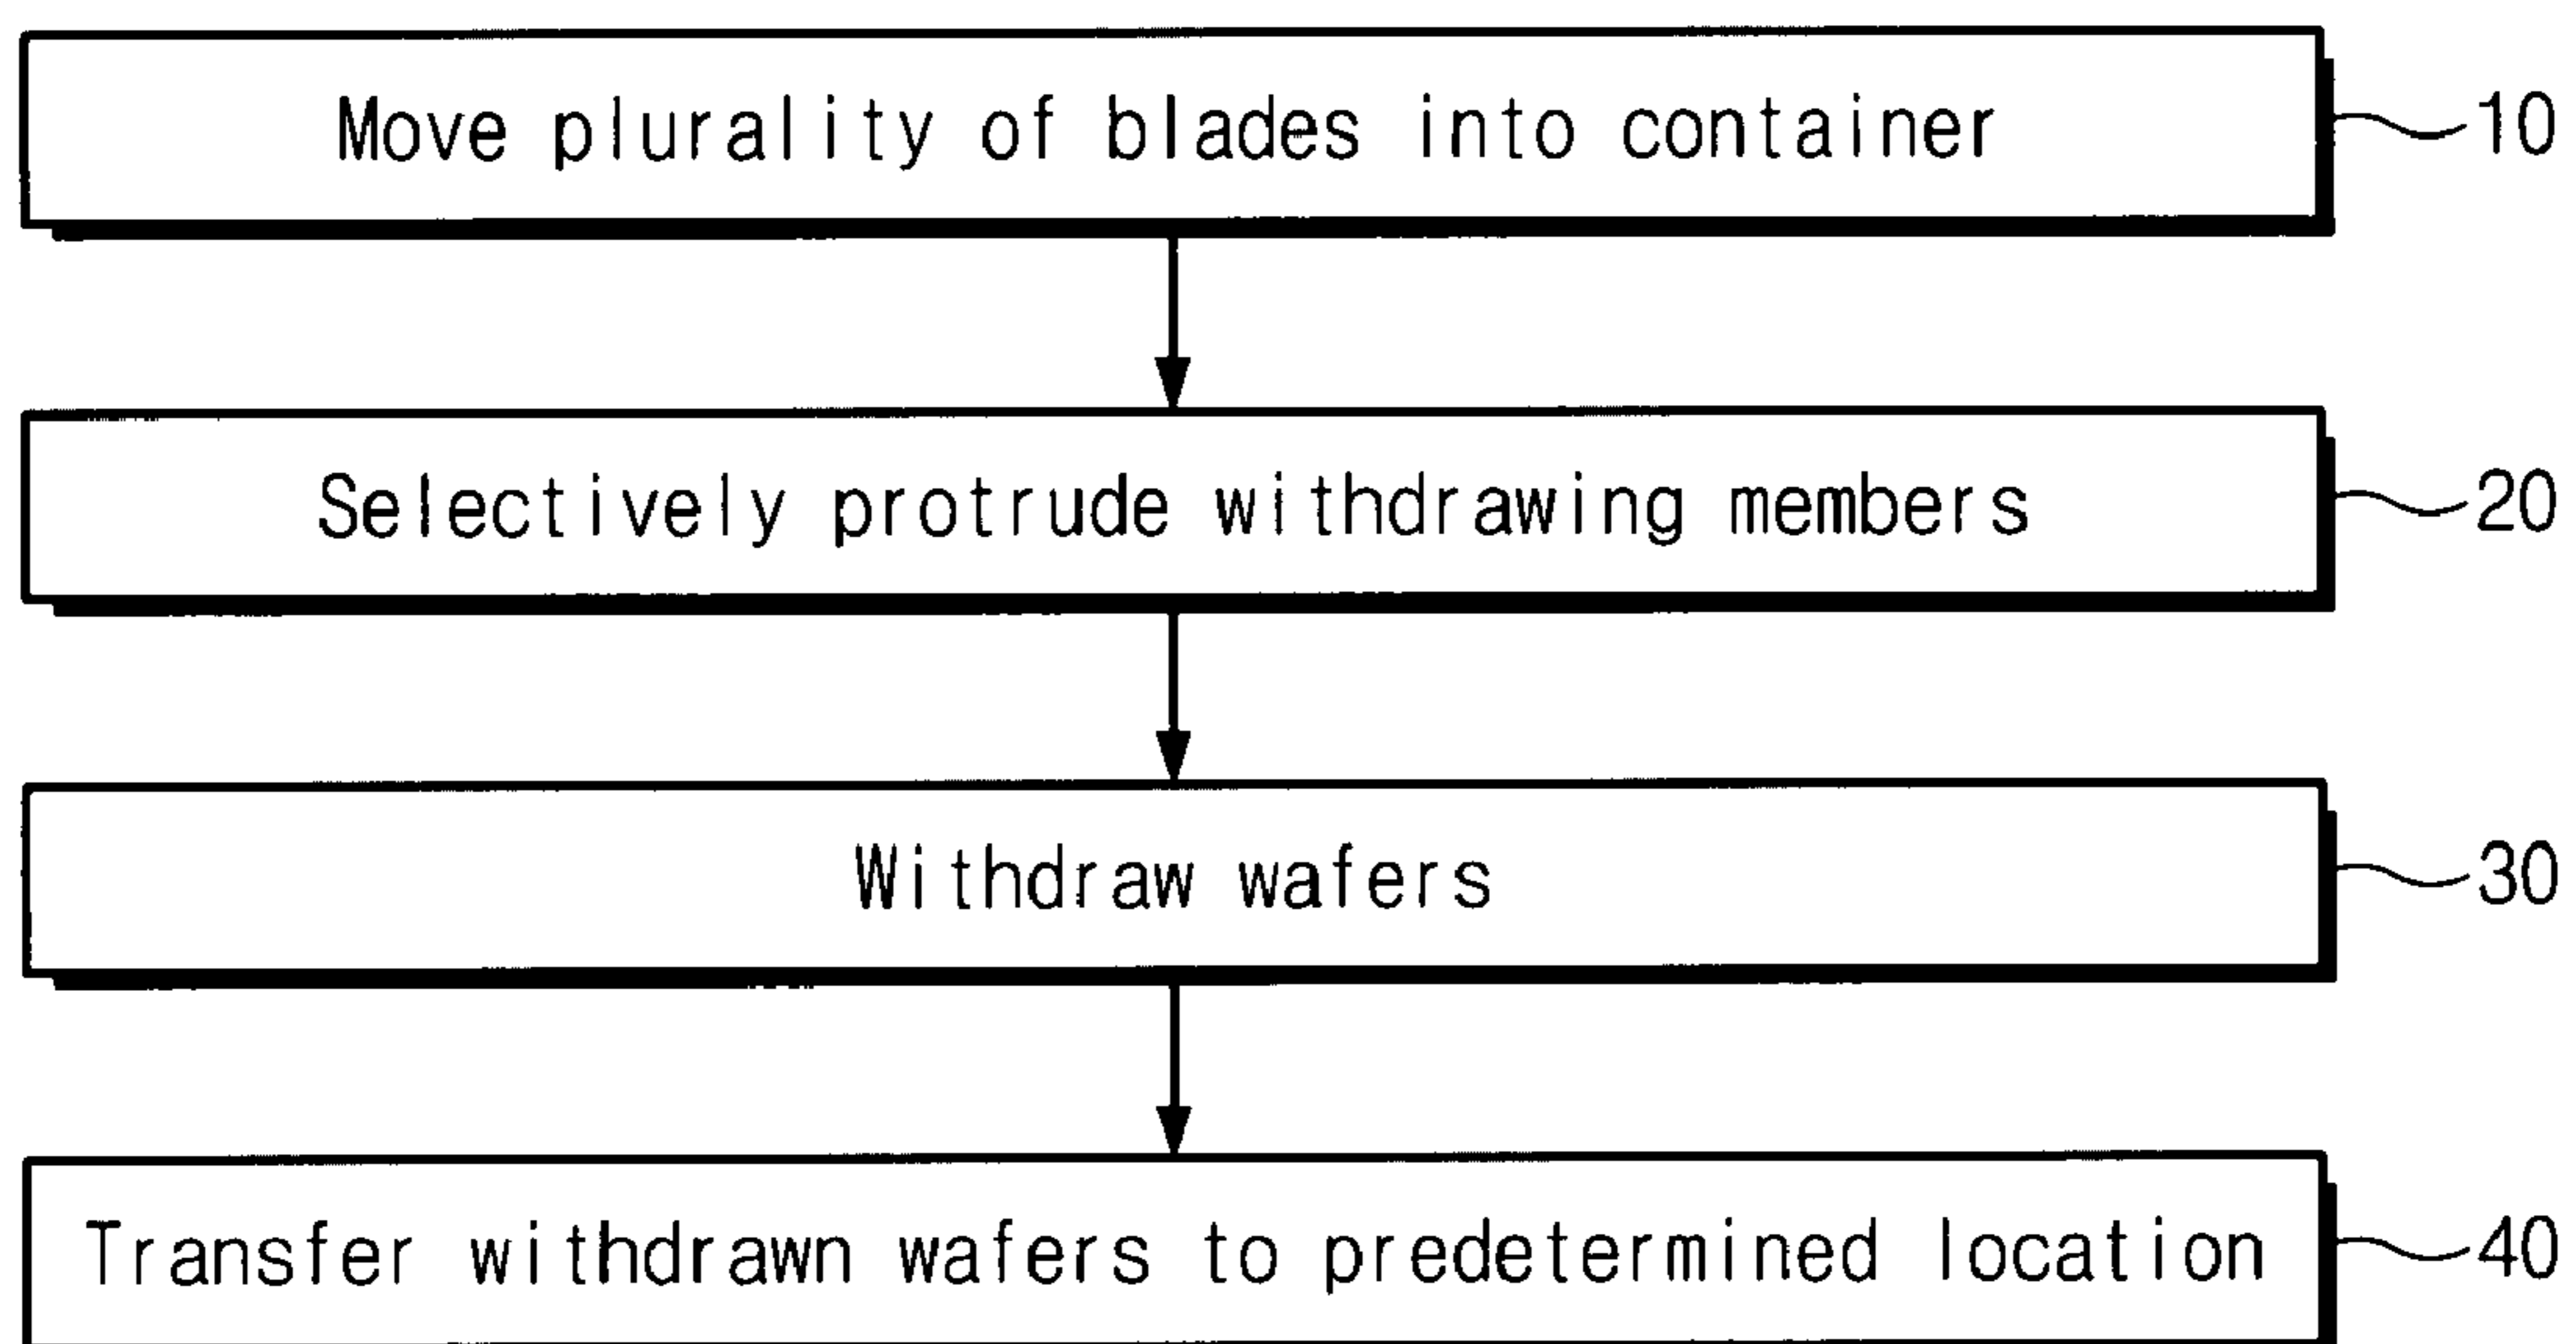 Move plurality of blades into container 10
Selectively protrude withdrawing members 20
Withdraw wafers 30
Transfer withdrawn wafers to predetermined location 40